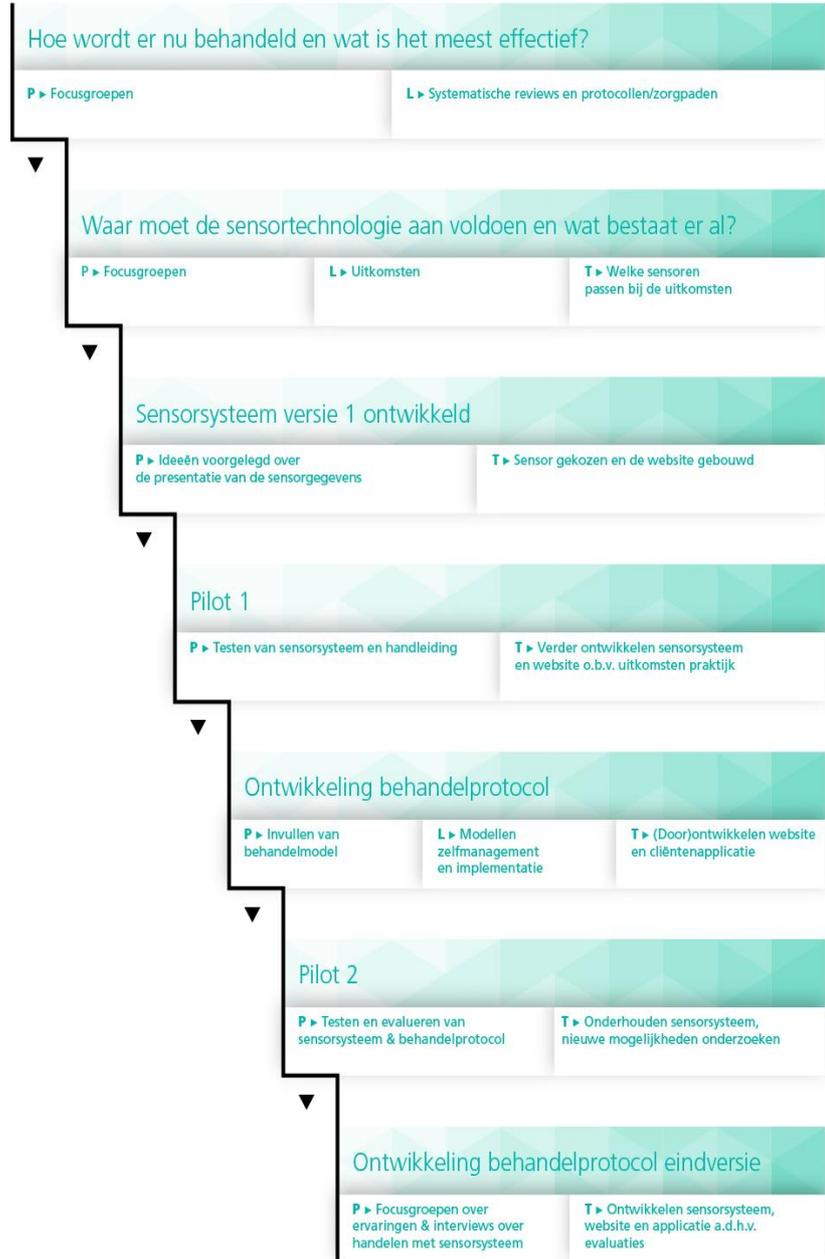 Hoe wordt er nu behandeld en wat is het meest effectief?
P ▸ Focusgroepen
L ▸ Systematische reviews en protocollen/zorgpaden
Waar moet de sensortechnologie aan voldoen en wat bestaat er al?
P ▸ Focusgroepen
L ▸ Uitkomsten
T ▸ Welke sensoren
passen bij de uitkomsten
Sensorsysteem versie 1 ontwikkeld
P ▸ Ideeën voorgelegd over
de presentatie van de sensorgegevens
T ▸ Sensor gekozen en de website gebouwd
Pilot 1
P ▸ Testen van sensorsysteem en handleiding
T ▸ Verder ontwikkelen sensorsysteem
en website o.b.v. uitkomsten praktijk
Ontwikkeling behandelprotocol
P ▸ Invullen van
behandelmodel
L ▸ Modellen
zelfmanagement
en implementatie
T ▸ (Door)ontwikkelen website
en cliëntenapplicatie
Pilot 2
P ▸ Testen en evalueren van
sensorsysteem & behandelprotocol
T ▸ Onderhouden sensorsysteem,
nieuwe mogelijkheden onderzoeken
Ontwikkeling behandelprotocol eindversie
P ▸ Focusgroepen over
ervaringen & interviews over
handelen met sensorsysteem
T ▸ Ontwikkelen sensorsysteem,
website en applicatie a.d.h.v.
evaluaties